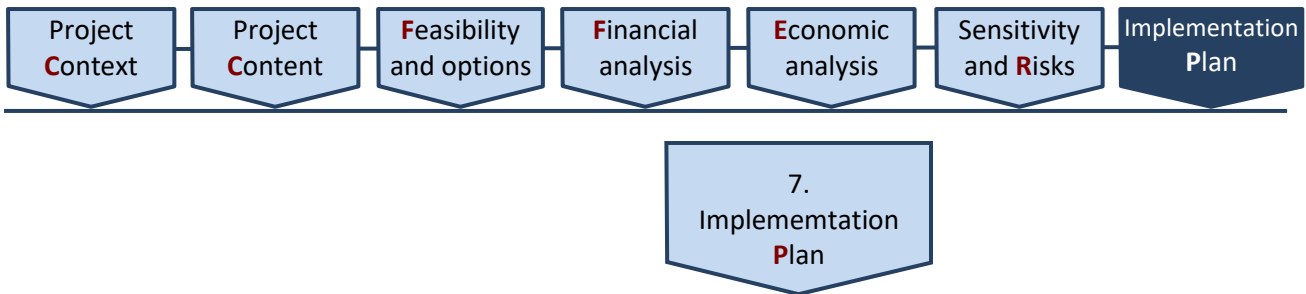 Project
Context
Project
Content
Feasibility
and options
Financial
analysis
Economic
analysis
Sensitivity
and Risks
Implementation
Plan
7.
Implememtation
Plan